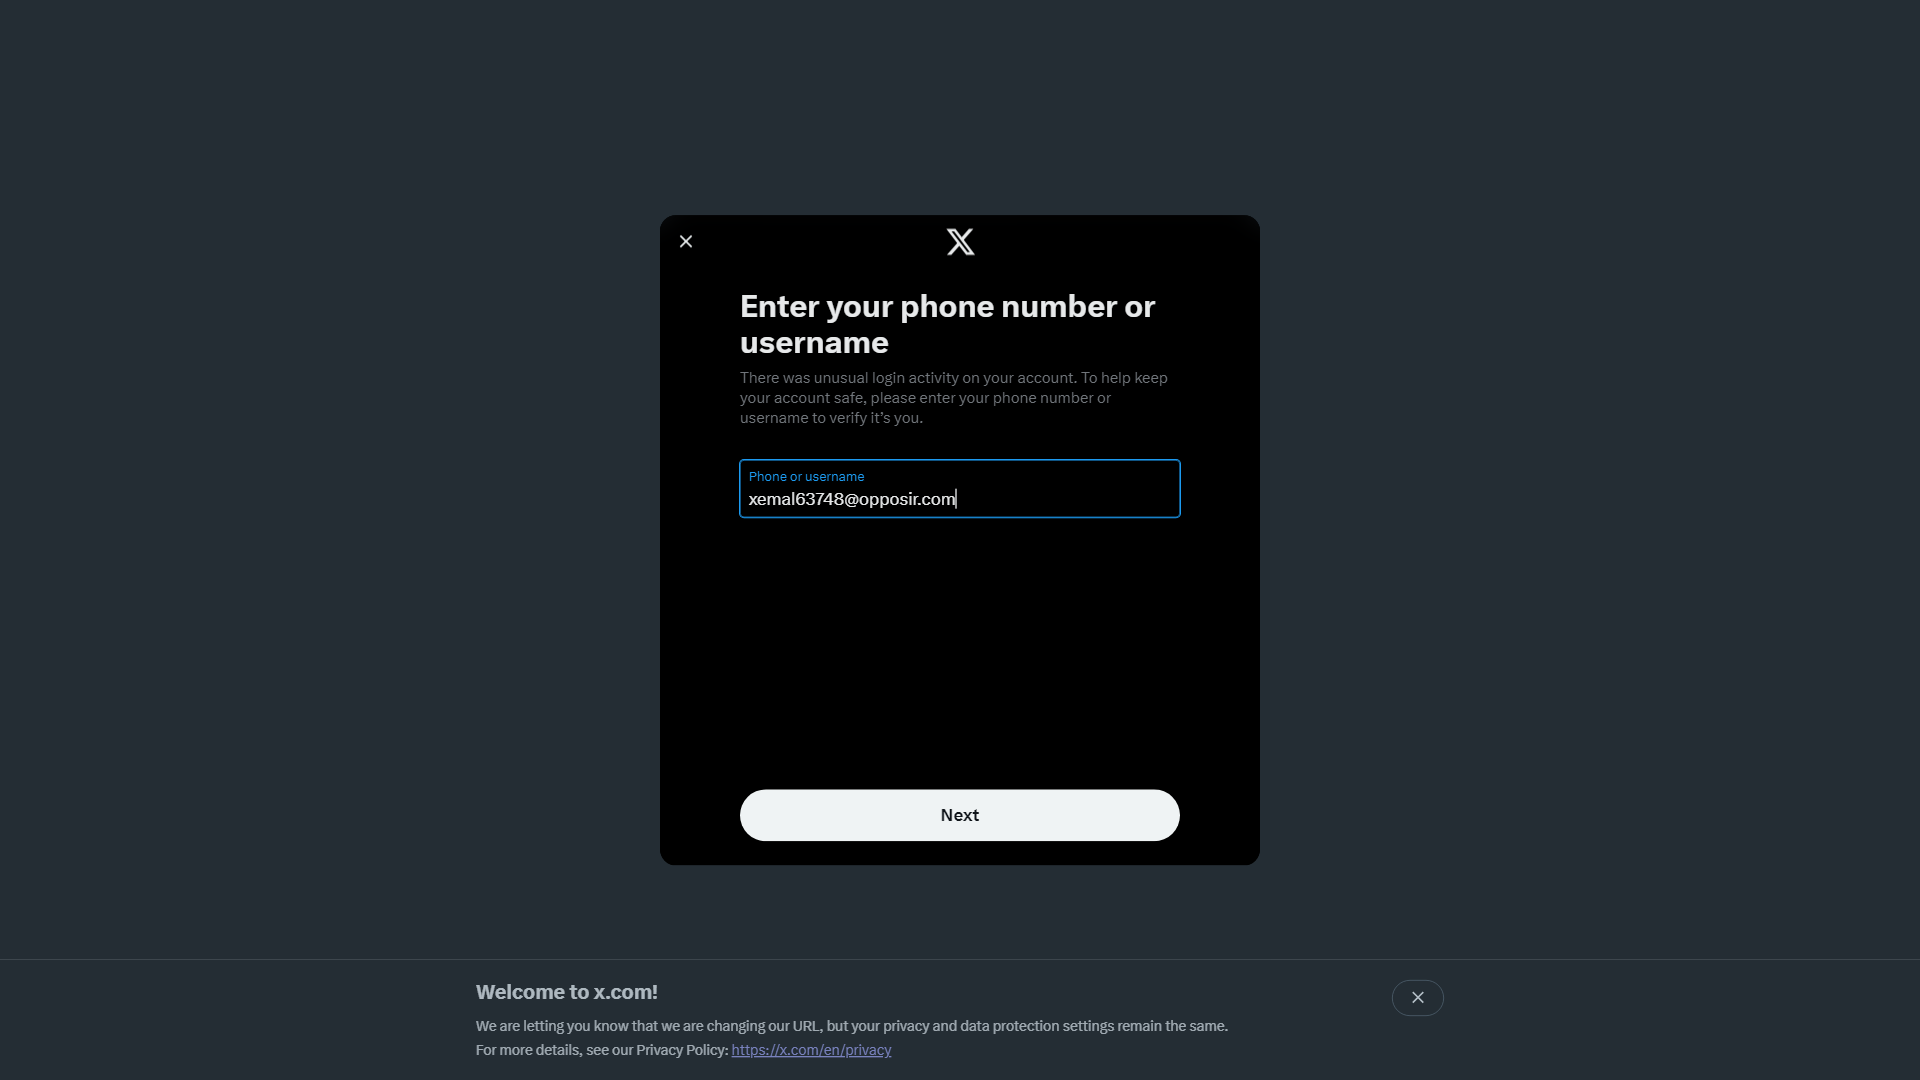 Enter your phone number or
username
There was unusual login activity on your account. To help keep
your account safe, please enter your phone number or
username to verify it’s you.
Phone or username
xemal63748@opposir.com
Next
Welcome to x.com!
We are letting you know that we are changing our URL, but your privacy and data protection settings remain the same.
For more details, see our Privacy Policy: https://x.com/en/privacy